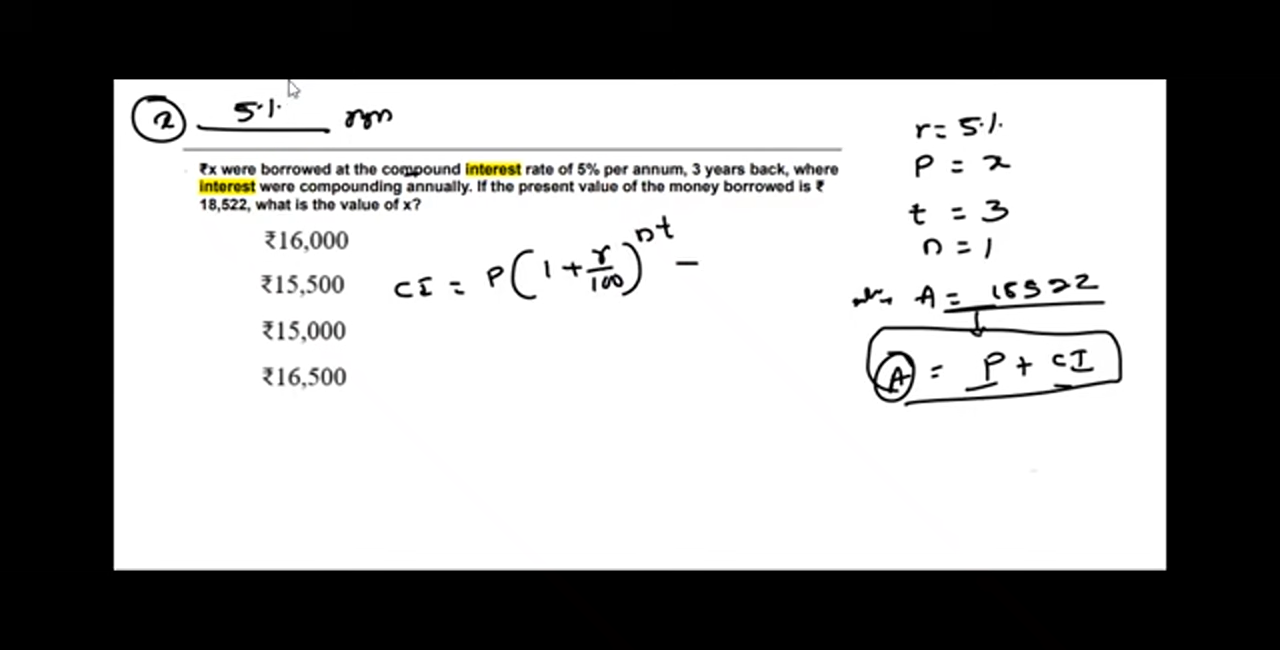 2 5%
₹x were borrowed at the compound interest rate of 5% per annum, 3 years back, where
interest were compounding annually. If the present value of the money borrowed is ₹
18,522, what is the value of x?
₹16,000
₹15,500
₹15,000
₹16,500
CI = P(1 + r/100)^nt –
r = 5%
P = x
t = 3
n = 1
A = 18522
A = P + CI